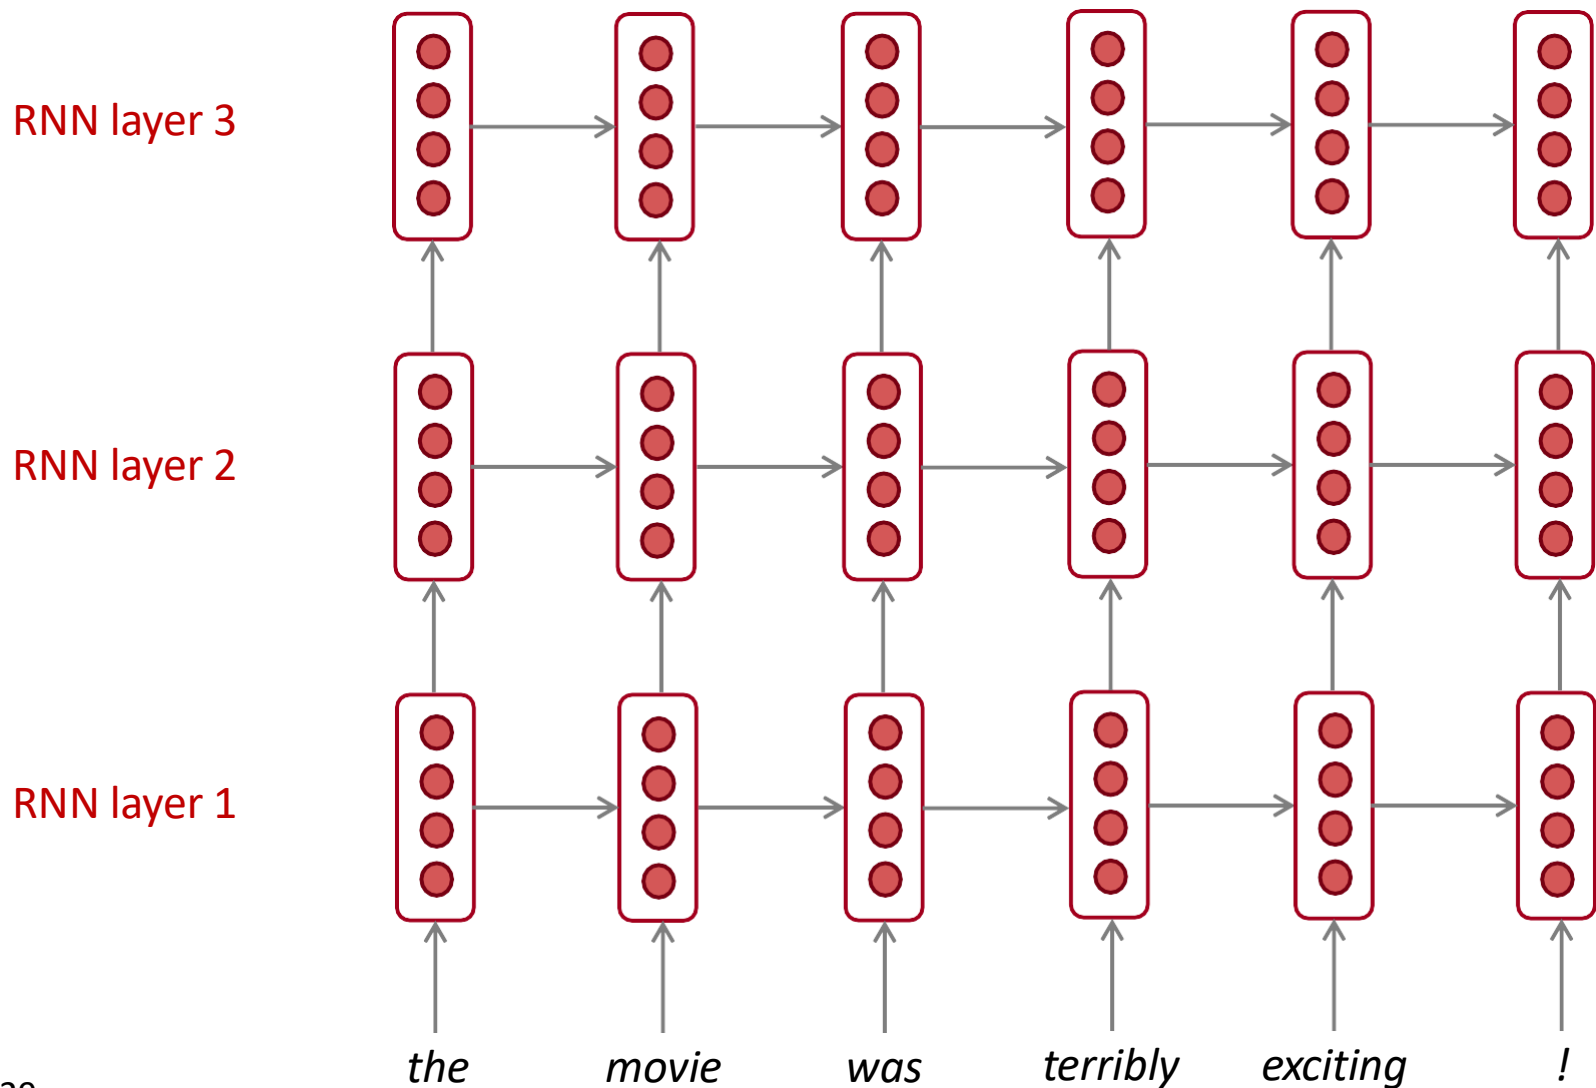 RNN layer 3
RNN layer 2
RNN layer 1
the movie was terribly exciting !